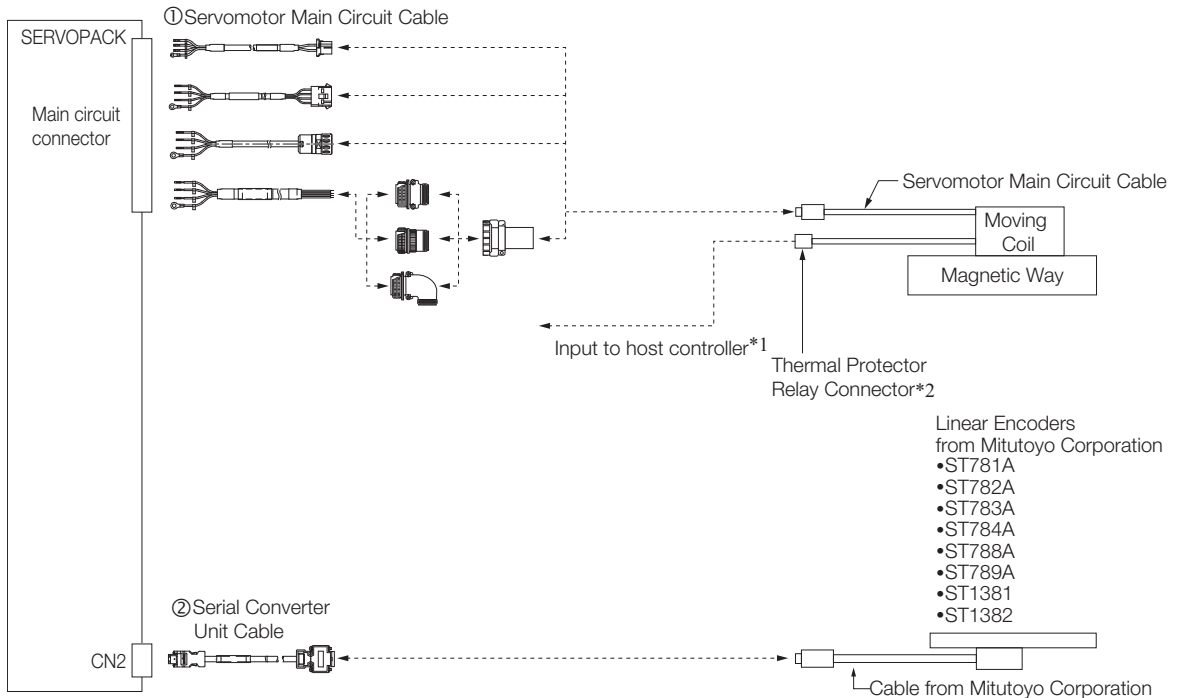 ①Servomotor Main Circuit Cable
SERVOPACK
Main circuit
connector
Servomotor Main Circuit Cable
Moving
Coil
Magnetic Way
Input to host controller*1
Thermal Protector
Relay Connector*2
Linear Encoders
from Mitutoyo Corporation
•ST781A
•ST782A
•ST783A
•ST784A
•ST788A
•ST789A
•ST1381
•ST1382
②Serial Converter
Unit Cable
CN2
Cable from Mitutoyo Corporation